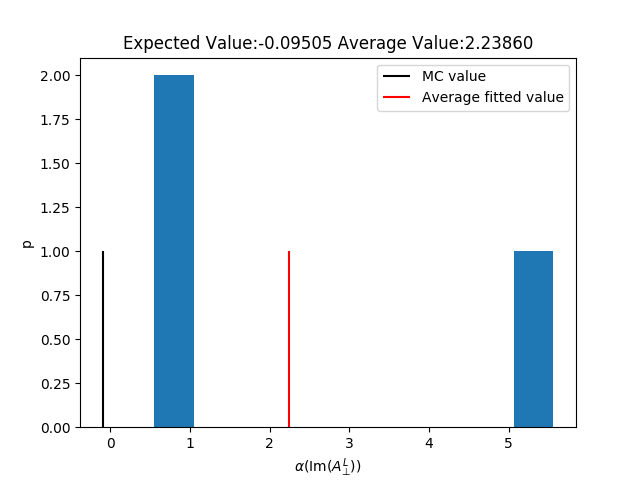 Expected Value:-0.09505 Average Value:2.23860
MC value
Average fitted value
2.00
1.75
1.50
1.25
1.00
0.75
0.50
0.25
0.00
p
0 1 2 3 4 5
α(Im(A_⊥^L))